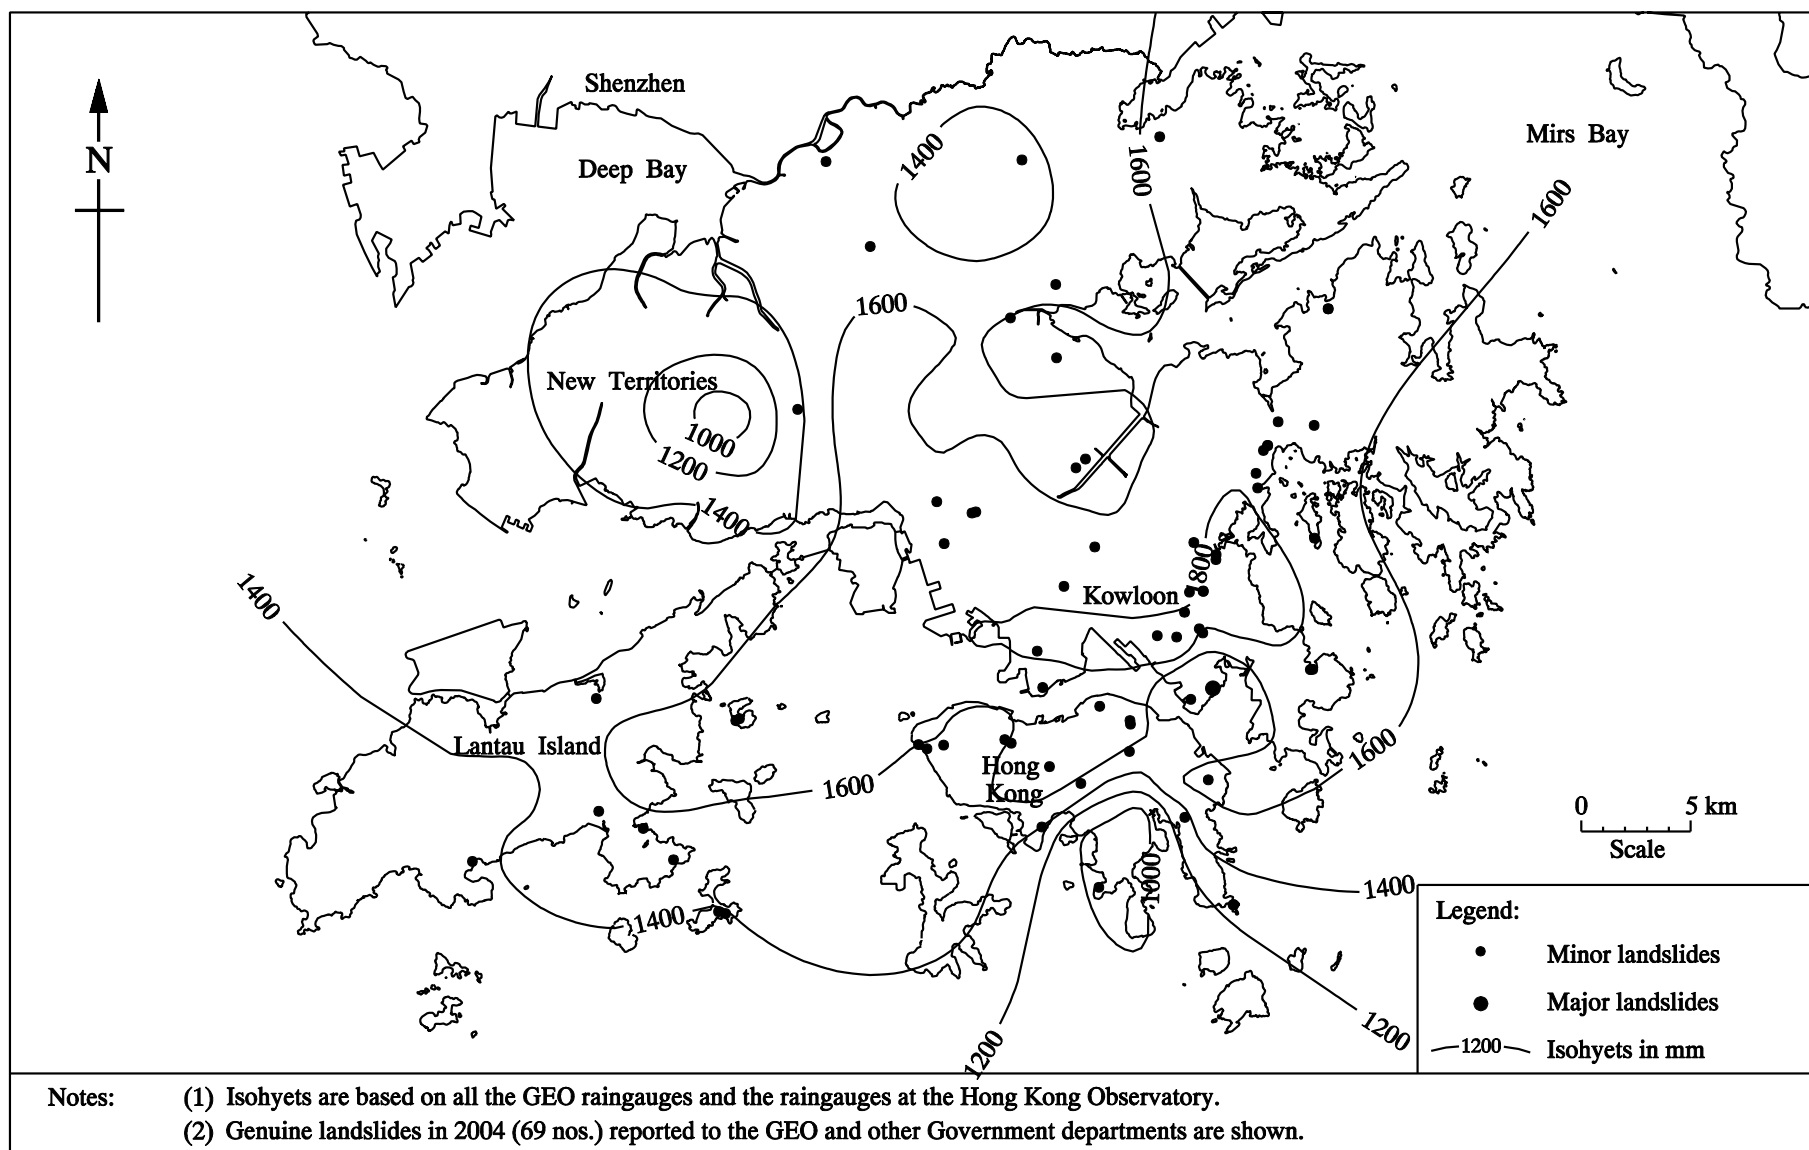 Shenzhen
N
Deep Bay
Mirs Bay
1400
1600
1600
1600
New Territories
1000
1200
1400
1800
1400
Kowloon
Lantau Island
1600
Hong
Kong
1600
0 5 km
Scale
1000
1400
1400
1200
1200
Legend:
Minor landslides
Major landslides
1200 Isohyets in mm
Notes: (1) Isohyets are based on all the GEO raingauges and the raingauges at the Hong Kong Observatory.
(2) Genuine landslides in 2004 (69 nos.) reported to the GEO and other Government departments are shown.